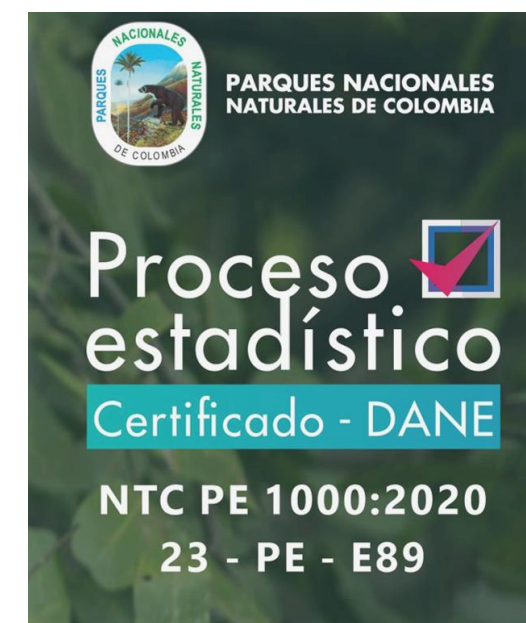 PARQUES NACIONALES NATURALES DE COLOMBIA
PARQUES NACIONALES
NATURALES DE COLOMBIA
Proceso
estadístico
Certificado - DANE
NTC PE 1000:2020
23 - PE - E89